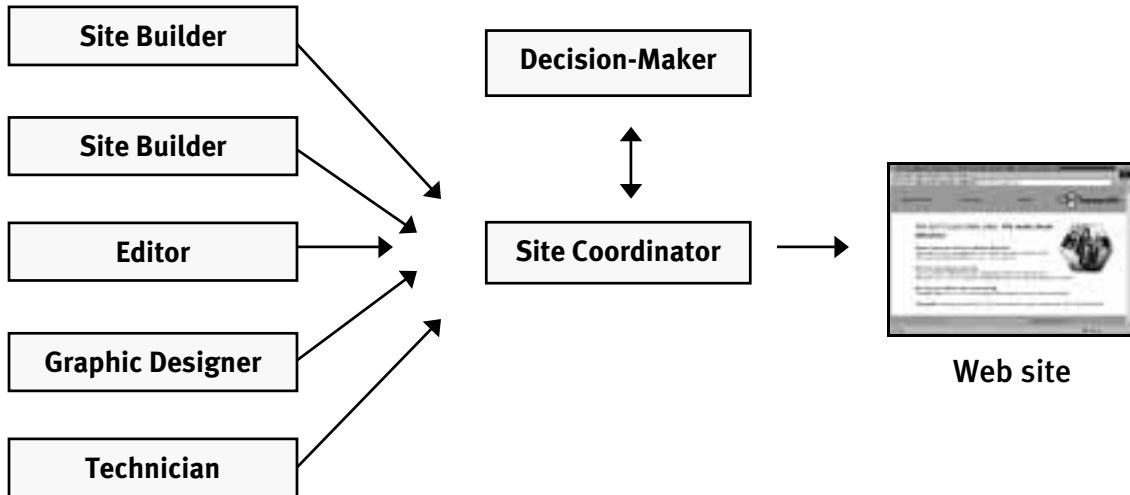 Site Builder
Decision-Maker
Site Builder
Editor
Site Coordinator
Graphic Designer
Technician
Web site